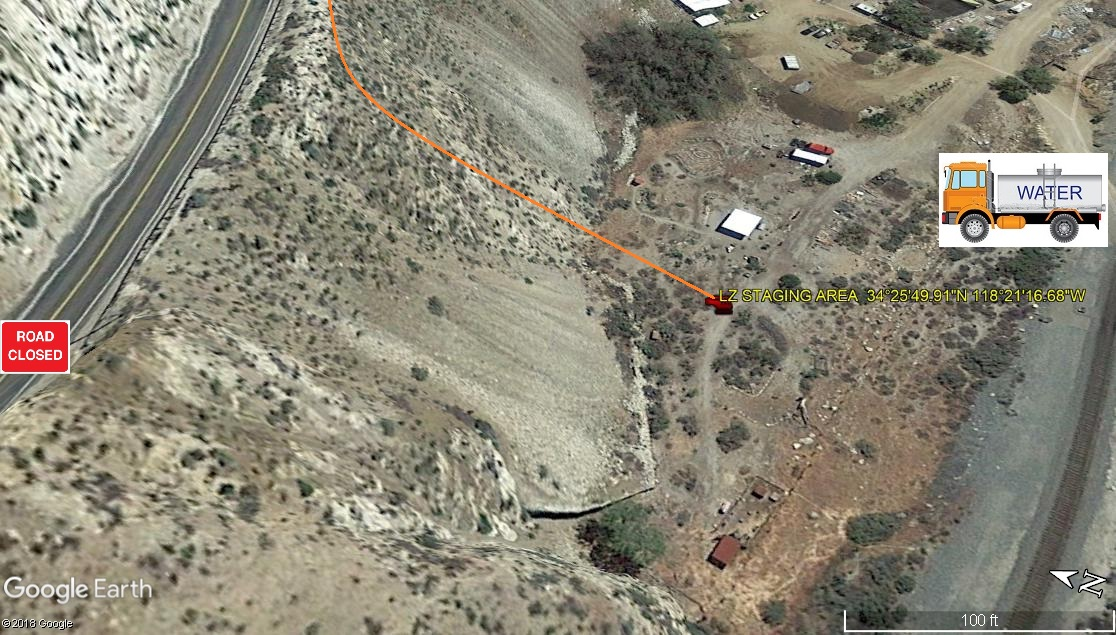 WATER
LZ STAGING AREA 34°25'49.91"N 118°21'16.68"W
ROAD
CLOSED
Google Earth
©2018 Google
100 ft
N